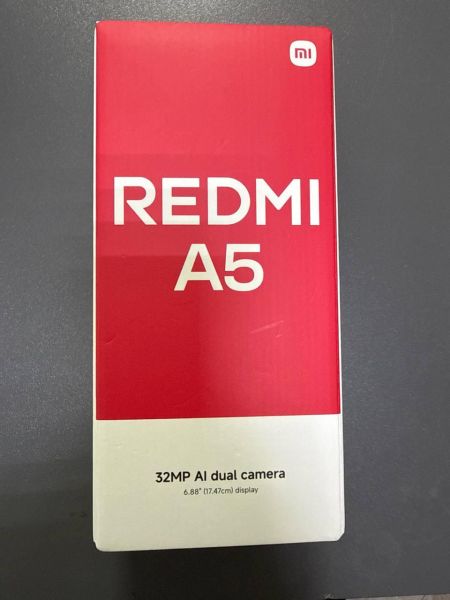 mi
REDMI
A5
32MP AI dual camera
6.88" (17.47cm) display